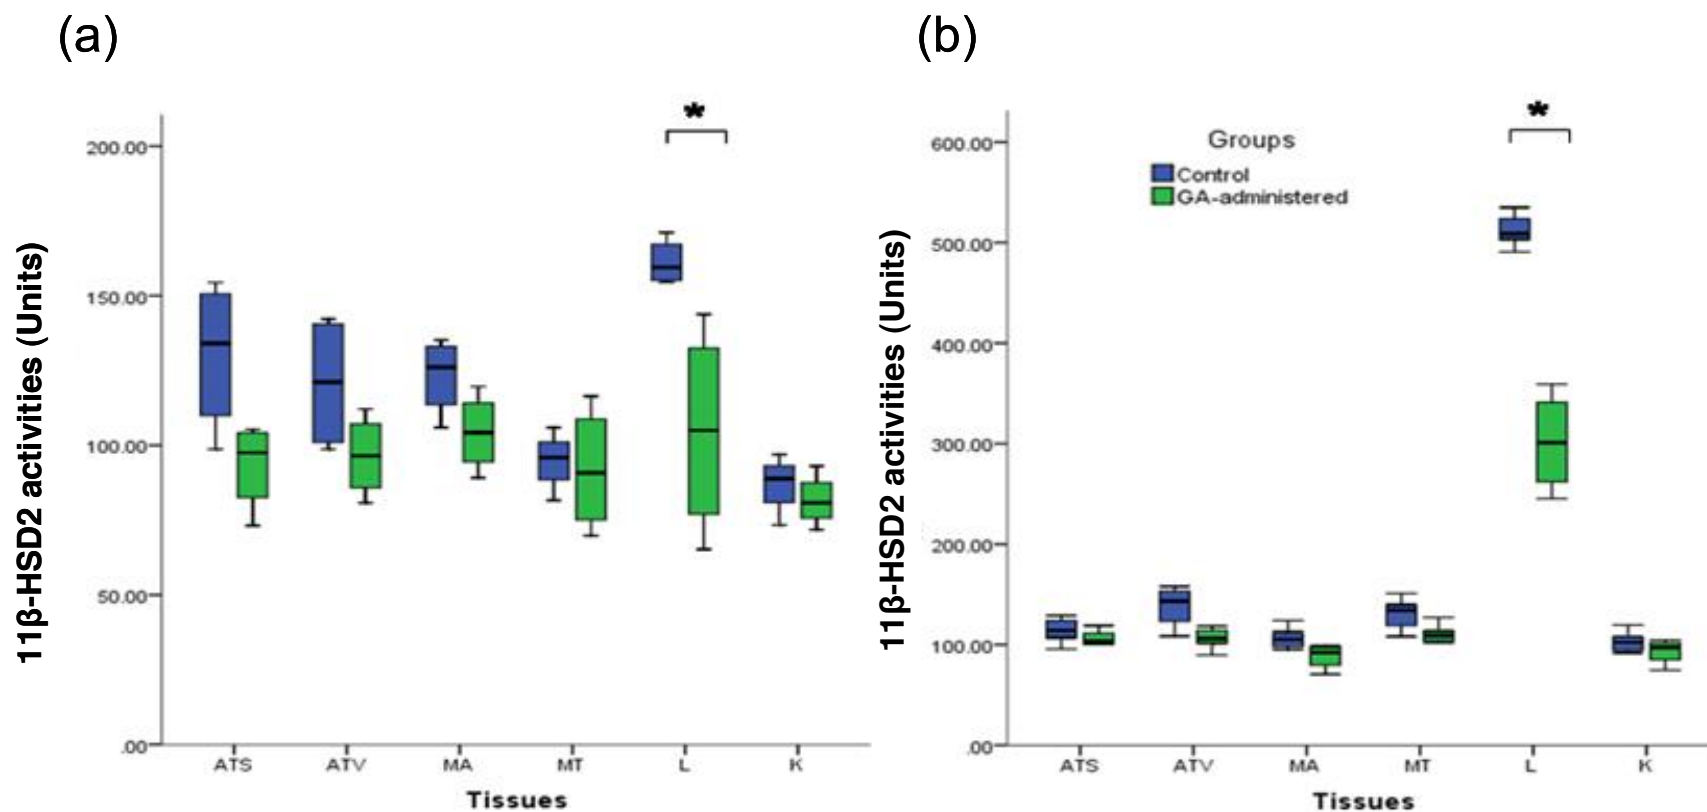 (a)
11β-HSD2 activities (Units)
200.00
150.00
100.00
50.00
.00
ATS ATV MA MT L K
Tissues
*
(b)
11β-HSD2 activities (Units)
600.00
500.00
400.00
300.00
200.00
100.00
.00
Groups
Control
GA-administered
*
ATS ATV MA MT L K
Tissues